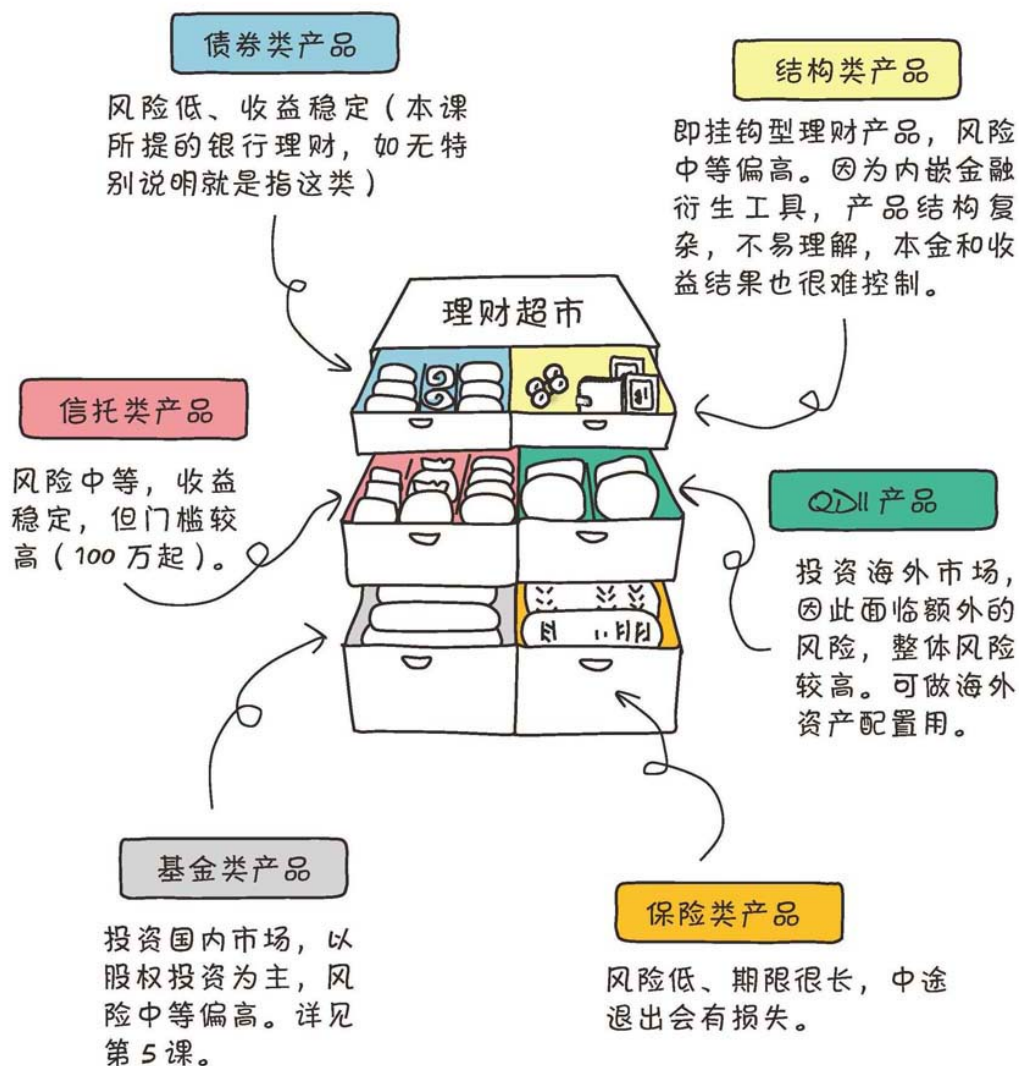 债券类产品
风险低、收益稳定（本课
所提的银行理财，如无特
别说明就是指这类）
结构类产品
即挂钩型理财产品，风险
中等偏高。因为内嵌金融
衍生工具，产品结构复
杂，不易理解，本金和收
益结果也很难控制。
理财超市
信托类产品
风险中等，收益
稳定，但门槛较
高（100万起）。
QDII产品
投资海外市场，
因此面临额外的
风险，整体风险
较高。可做海外
资产配置用。
基金类产品
投资国内市场，以
股权投资为主，风
险中等偏高。详见
第5课。
保险类产品
风险低、期限很长，中途
退出会有损失。